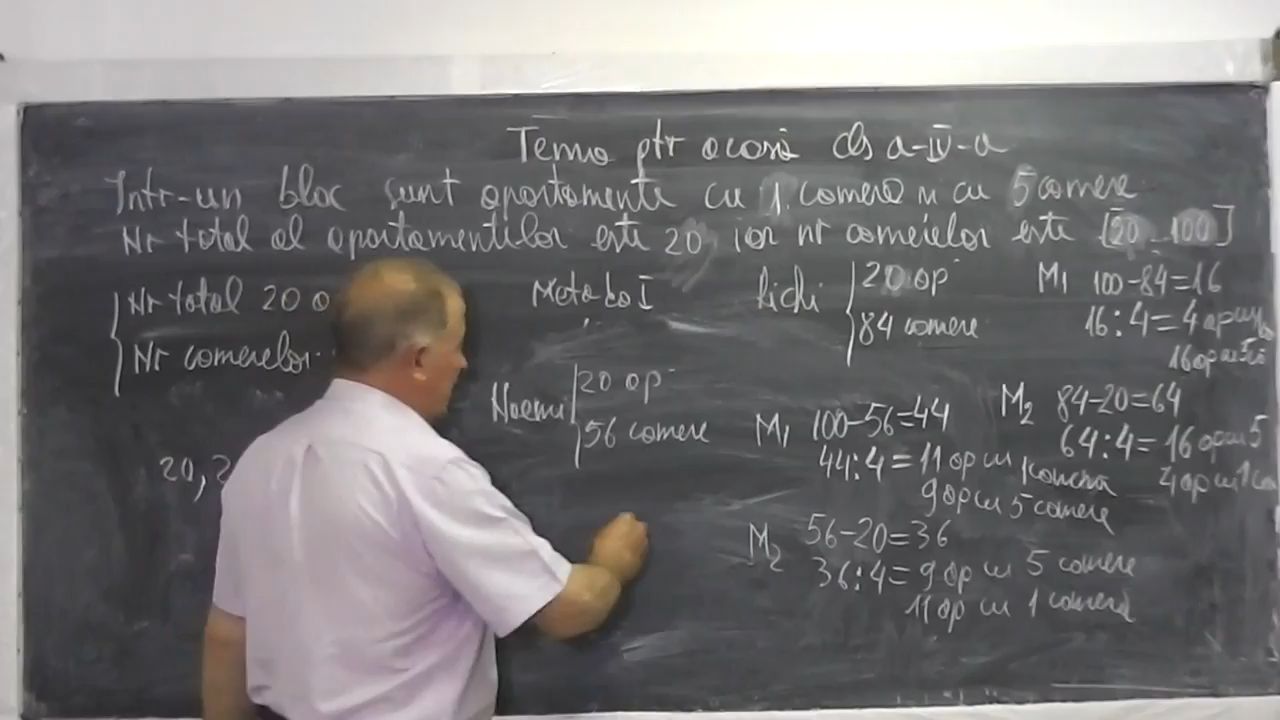 Temă ptr acasă cls a-IV-a
Intr-un bloc sunt apartamente cu 1 cameră și cu 5 camere
Nr total al apartamentelor este 20 iar nr camerelor este [20 100]
Nr total 20
Nr camerelor
20,
Metoda I
Noemi
20 ap
56 camere
Richi
20 ap
84 camere
M1 100-84=16
16:4=4 ap cu
16 ap cu 5
M1 100-56=44
44:4=11 ap cu 1 cameră
9 ap cu 5 camere
M2 84-20=64
64:4=16 ap cu 5
4 ap cu 1 ca
M2 56-20=36
36:4=9 ap cu 5 camere
11 ap cu 1 cameră